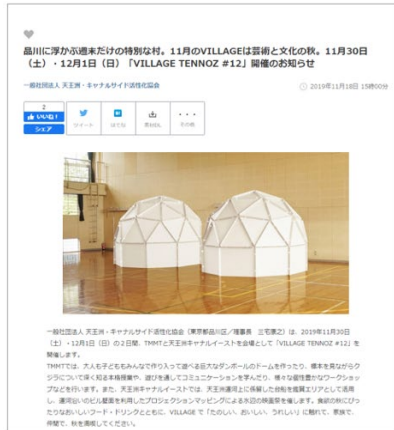 品川に浮かぶ週末だけの特別な村。11月のVILLAGEは芸術と文化の秋。11月30日
（土）・12月1日（日）「VILLAGE TENNOZ #12」開催のお知らせ
一般社団法人 天王洲・キャナルサイド活性化協会
2019年11月18日 15時00分
2
いいね！
シェア
ツイート
はてな
素材DL
その他
一般社団法人 天王洲・キャナルサイド活性化協会（東京都品川区／理事長 三宅康之）は、2019年11月30日
（土）・12月1日（日）の２日間、TMMTと天王洲キャナルイーストを会場として「VILLAGE TENNOZ #12」を
開催します。
TMMTでは、大人も子どももみんなで作り入って遊べる巨大なダンボールのドームを作ったり、標本を見ながらク
ジラについて深く知る本格授業や、遊びを通してコミュニケーションを学んだり、様々な個性豊かなワークショッ
プなどを行います。また、天王洲キャナルイーストでは、天王洲運河上に係留した台船を鑑賞エリアとして活用
し、運河沿いのビル壁面を利用したプロジェクションマッピングによる水辺の映画祭を催します。食欲の秋にぴっ
たりなおいしいフード・ドリンクとともに、VILLAGE で「たのしい、おいしい、うれしい」に触れて、家族で、
仲間で、秋を満喫してください。